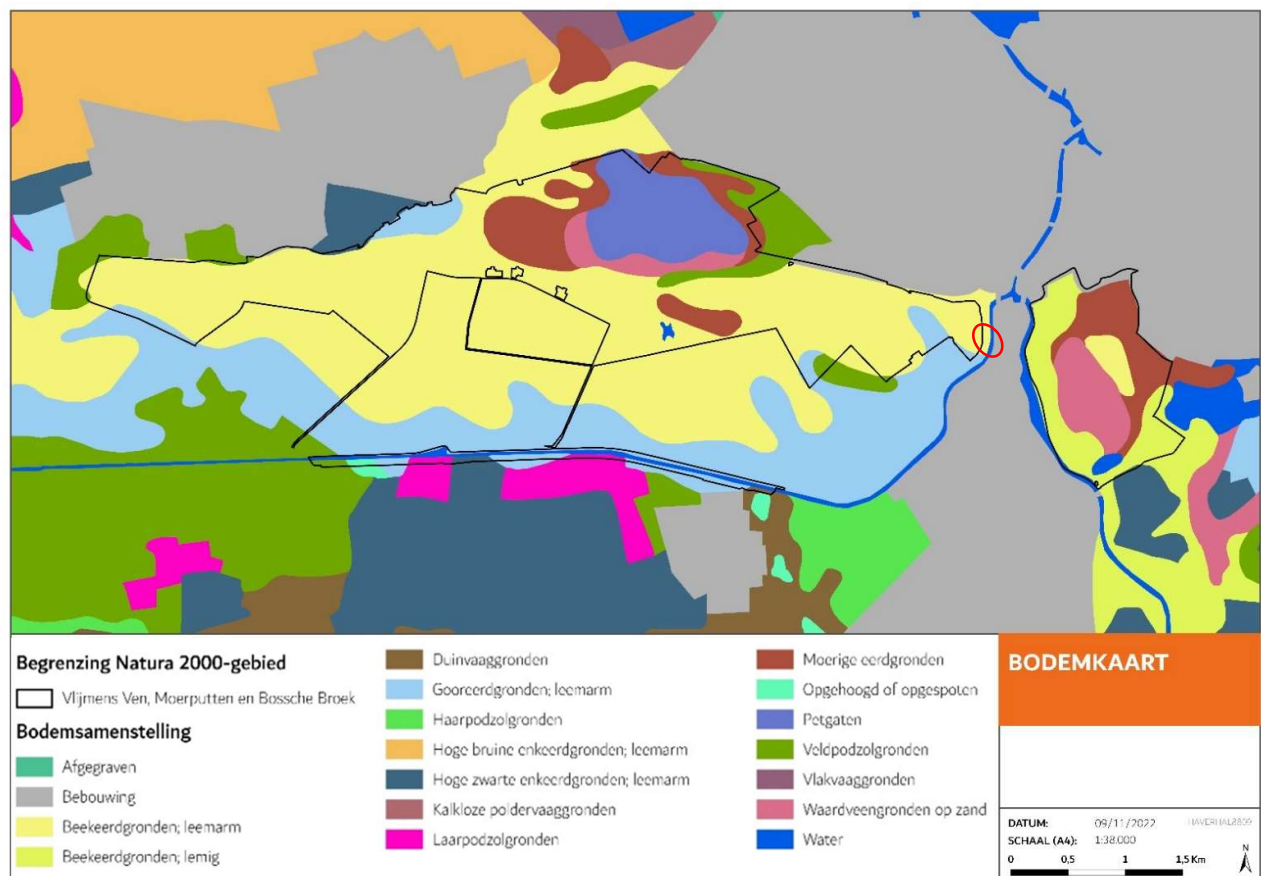 Begrenzing Natura 2000-gebied
Vlijmens Ven, Moerputten en Bossche Broek
Bodemsamenstelling
Afgegraven
Bebouwing
Beekeerdgronden; leemarm
Beekeerdgronden; lemig
Duinvaaggronden
Gooreerdgronden; leemarm
Haarpodzolgronden
Hoge bruine enkeerdgronden; leemarm
Hoge zwarte enkeerdgronden; leemarm
Kalkloze poldervaaggronden
Laarpodzolgronden
Moerige eerdgronden
Opgehoogd of opgespoten
Petgaten
Veldpodzolgronden
Vlakvaaggronden
Waardveengronden op zand
Water
BODEMKAART
DATUM: 09/11/2022
SCHAAL (A4): 1:38.000
0 0,5 1 1,5 Km
N